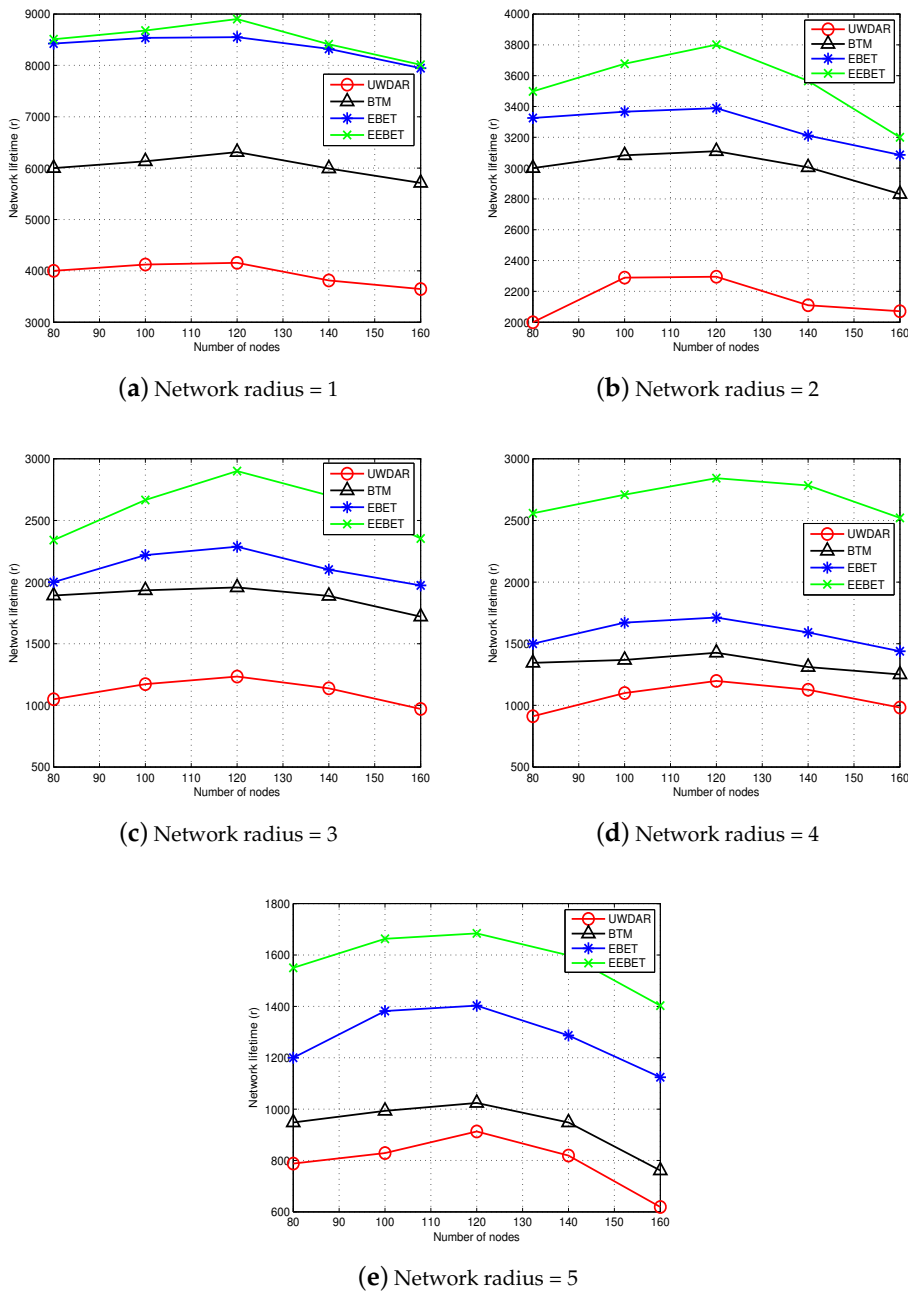 9000
8000
7000
6000
5000
4000
3000
Network lifetime (r)
UWDAR
BTM
EBET
EEBET
80 90 100 110 120 130 140 150 160
Number of nodes
(a) Network radius = 1
4000
3800
3600
3400
3200
3000
2800
2600
2400
2200
2000
Network lifetime (r)
UWDAR
BTM
EBET
EEBET
80 90 100 110 120 130 140 150 160
Number of nodes
(b) Network radius = 2
3000
2500
2000
1500
1000
500
Network lifetime (r)
UWDAR
BTM
EBET
EEBET
80 90 100 110 120 130 140 150 160
Number of nodes
(c) Network radius = 3
3000
2500
2000
1500
1000
500
Network lifetime (r)
UWDAR
BTM
EBET
EEBET
80 90 100 110 120 130 140 150 160
Number of nodes
(d) Network radius = 4
1800
1600
1400
1200
1000
800
600
Network lifetime (r)
UWDAR
BTM
EBET
EEBET
80 90 100 110 120 130 140 150 160
Number of nodes
(e) Network radius = 5